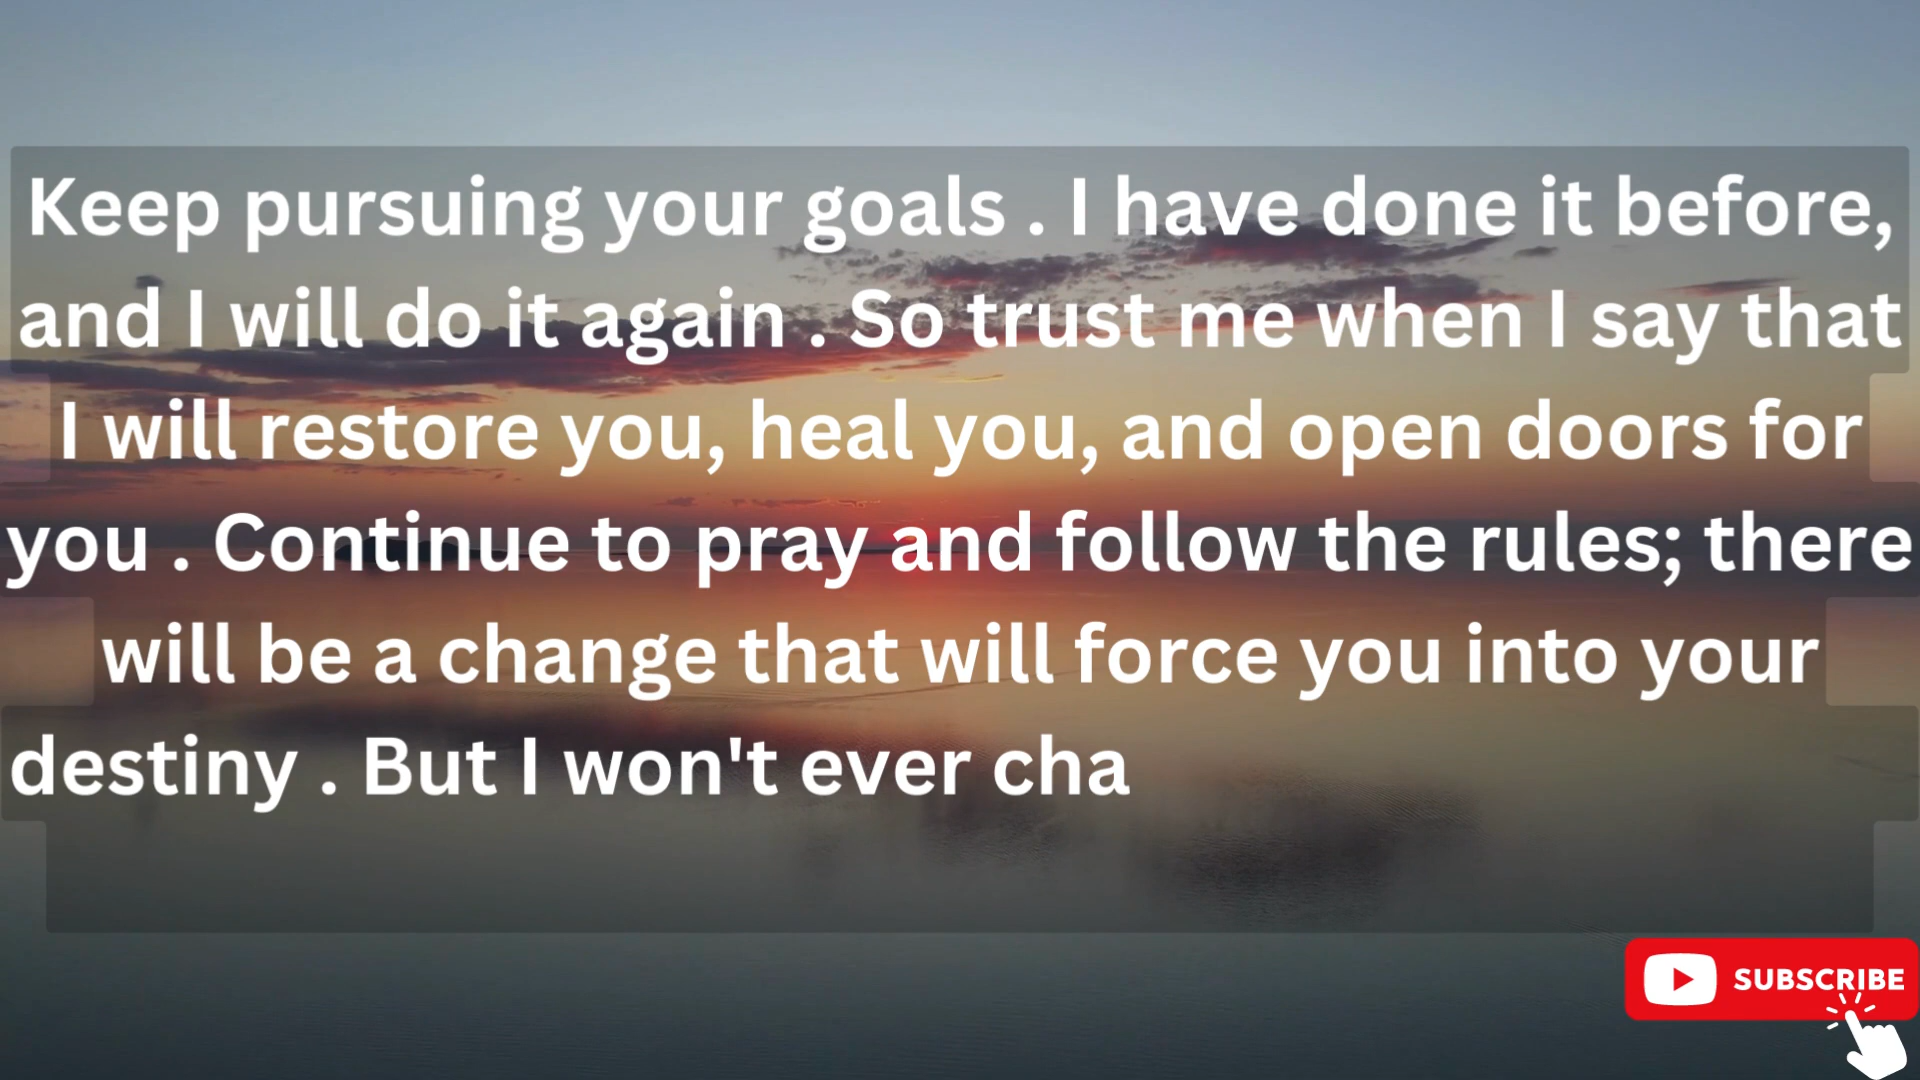 Keep pursuing your goals . I have done it before,
and I will do it again . So trust me when I say that
I will restore you, heal you, and open doors for
you . Continue to pray and follow the rules; there
will be a change that will force you into your
destiny . But I won't ever cha
SUBSCRIBE